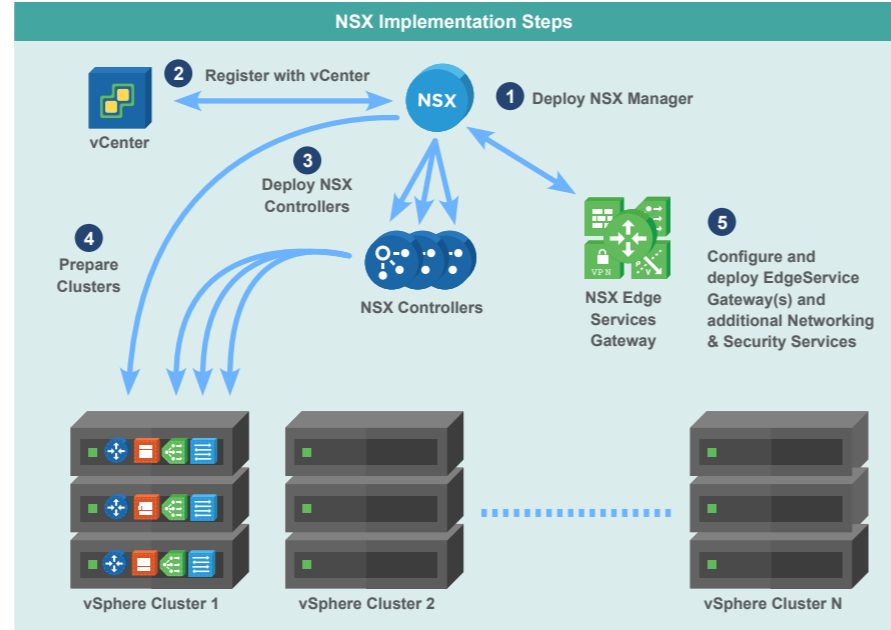 NSX Implementation Steps
2 Register with vCenter
NSX
1 Deploy NSX Manager
vCenter
3
Deploy NSX
Controllers
4
Prepare
Clusters
NSX Controllers
VPN
NSX Edge
Services
Gateway
5
Configure and
deploy EdgeService
Gateway(s) and
additional Networking
& Security Services
vSphere Cluster 1
vSphere Cluster 2
vSphere Cluster N